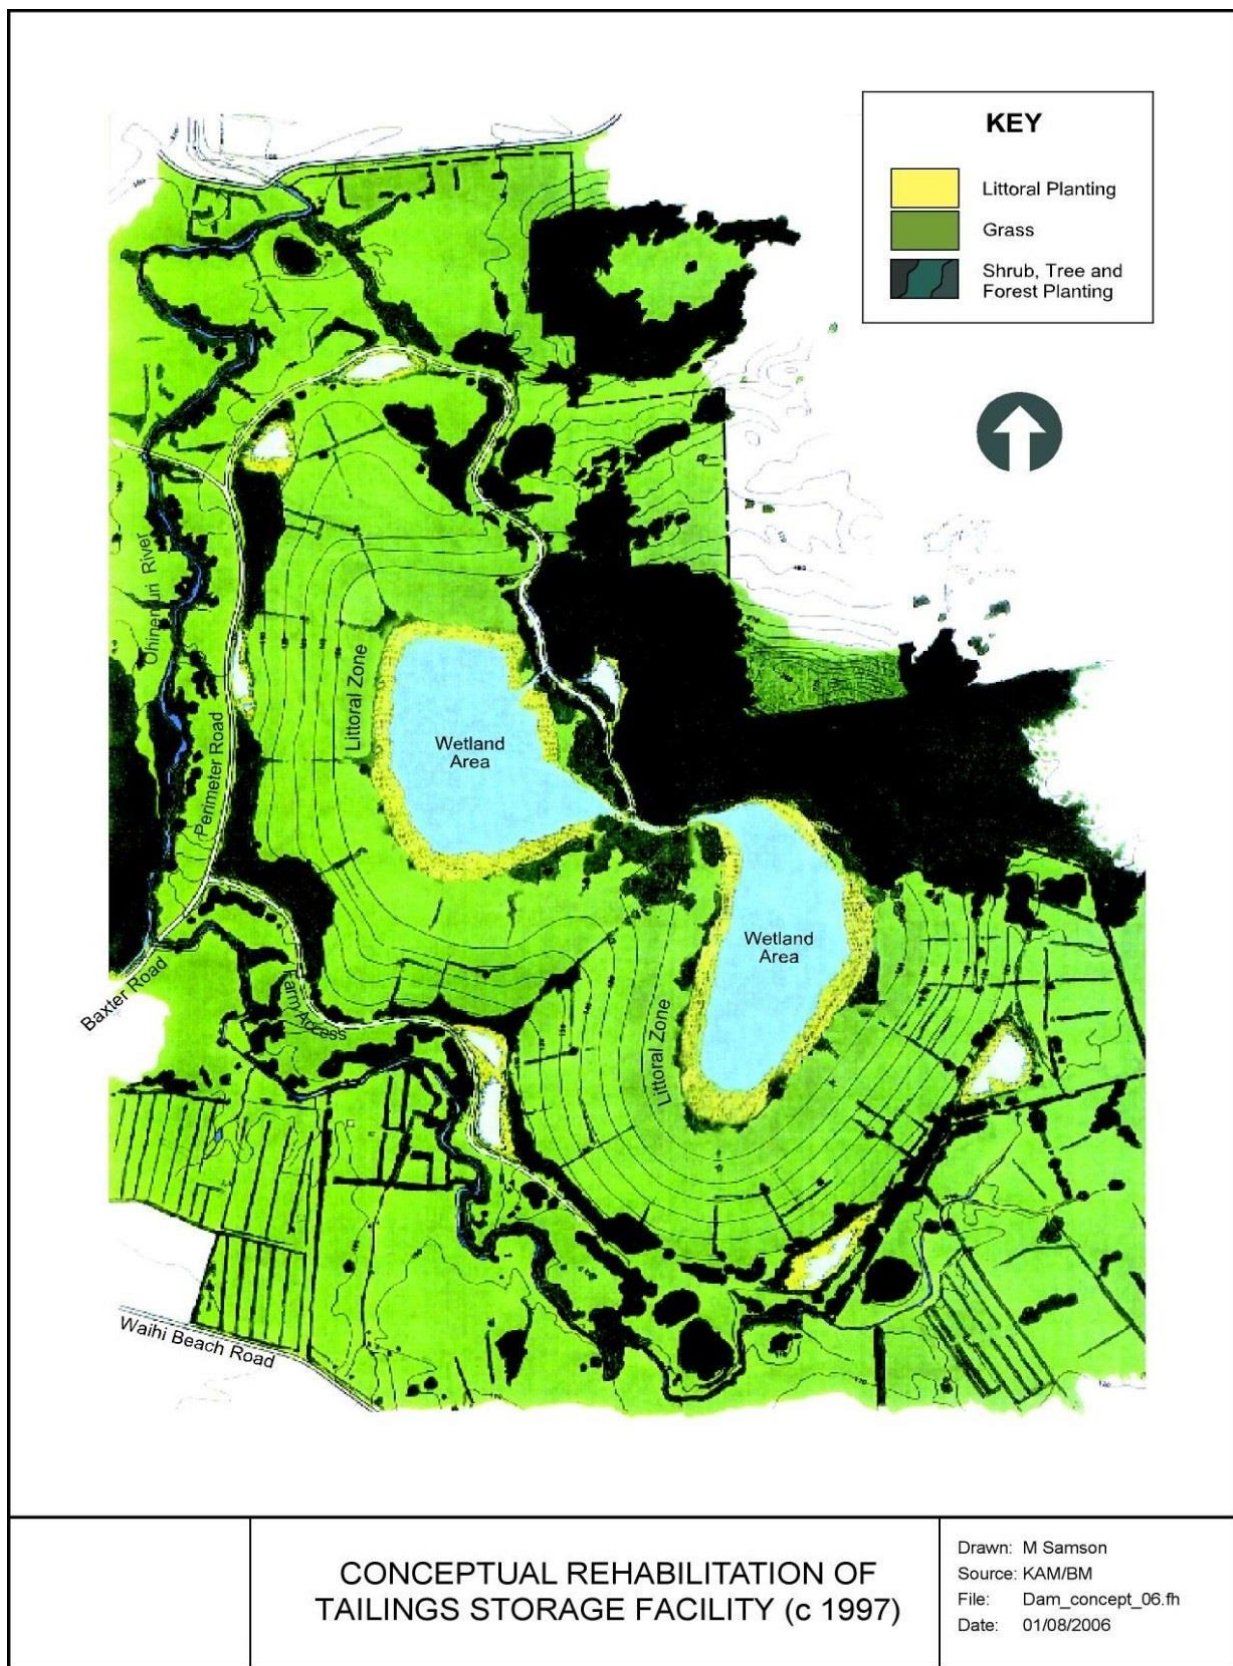 KEY
Littoral Planting
Grass
Shrub, Tree and
Forest Planting
Ohinemuri River
Perimeter Road
Littoral Zone
Wetland
Area
Wetland
Area
Littoral Zone
Baxter Road
Farm Access
Waihi Beach Road
CONCEPTUAL REHABILITATION OF
TAILINGS STORAGE FACILITY (c 1997)
Drawn: M Samson
Source: KAM/BM
File: Dam_concept_06.fh
Date: 01/08/2006